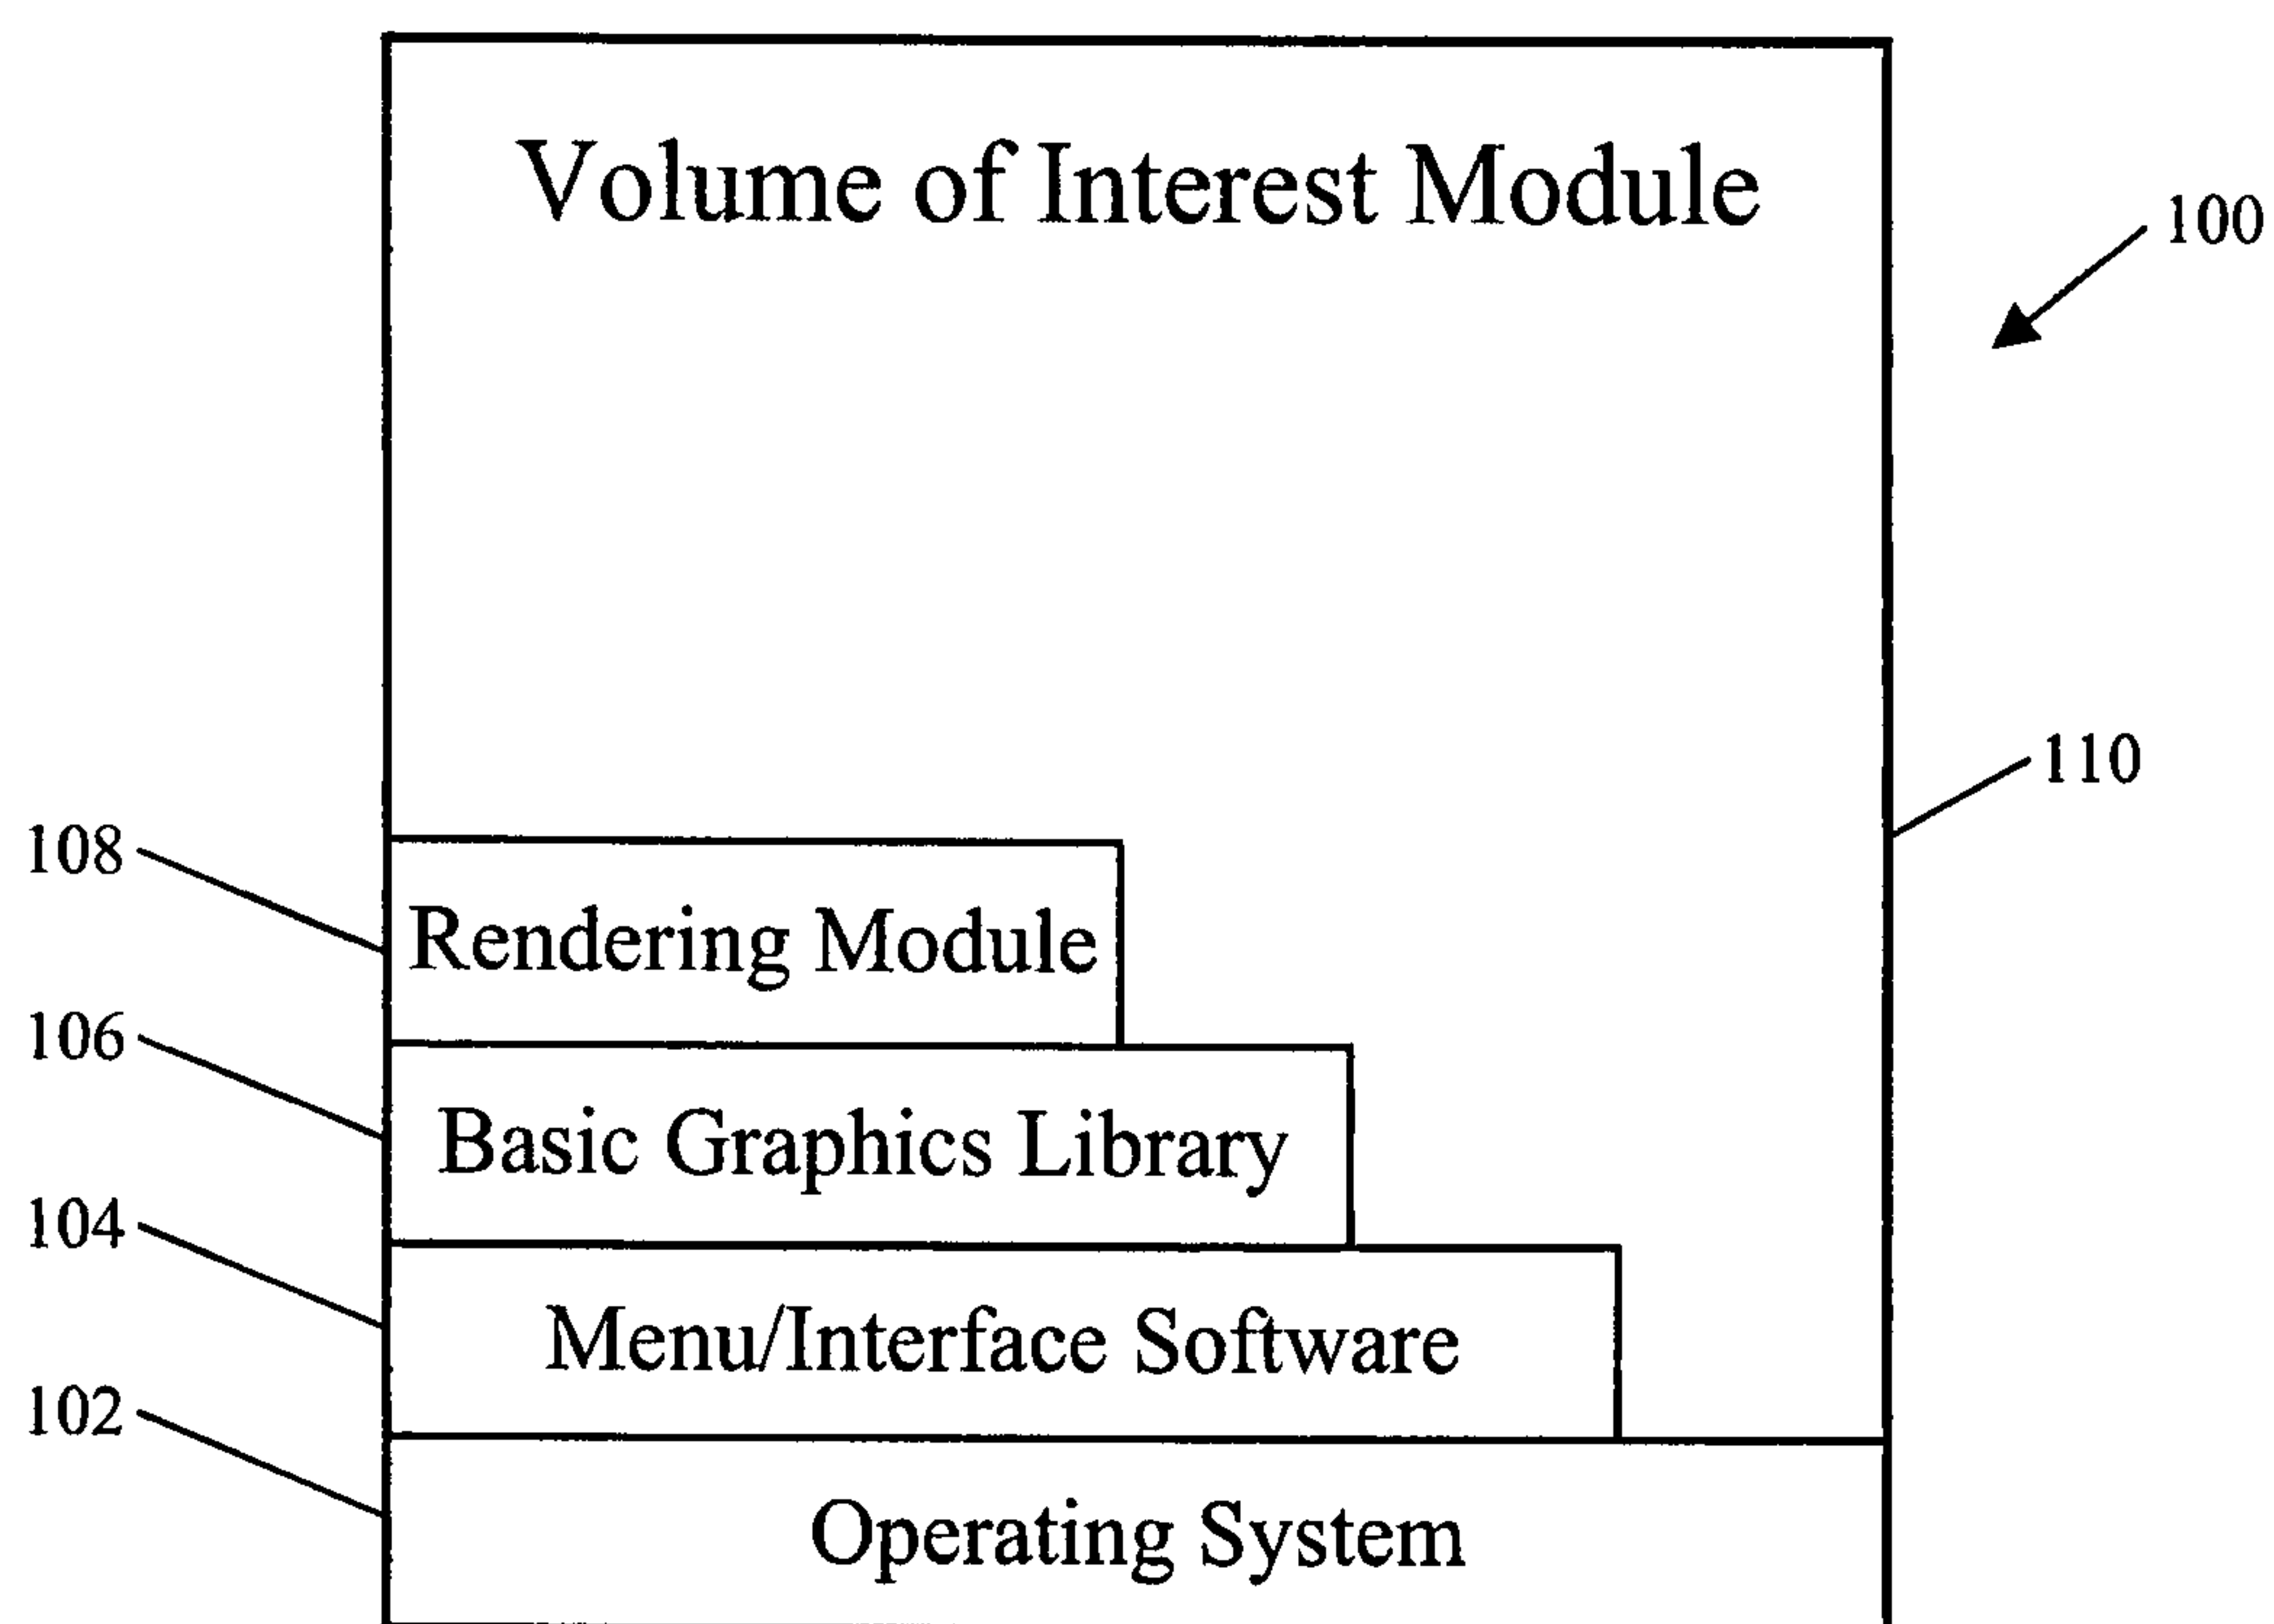 Volume of Interest Module
100
110
108
Rendering Module
106
Basic Graphics Library
104
Menu/Interface Software
102
Operating System